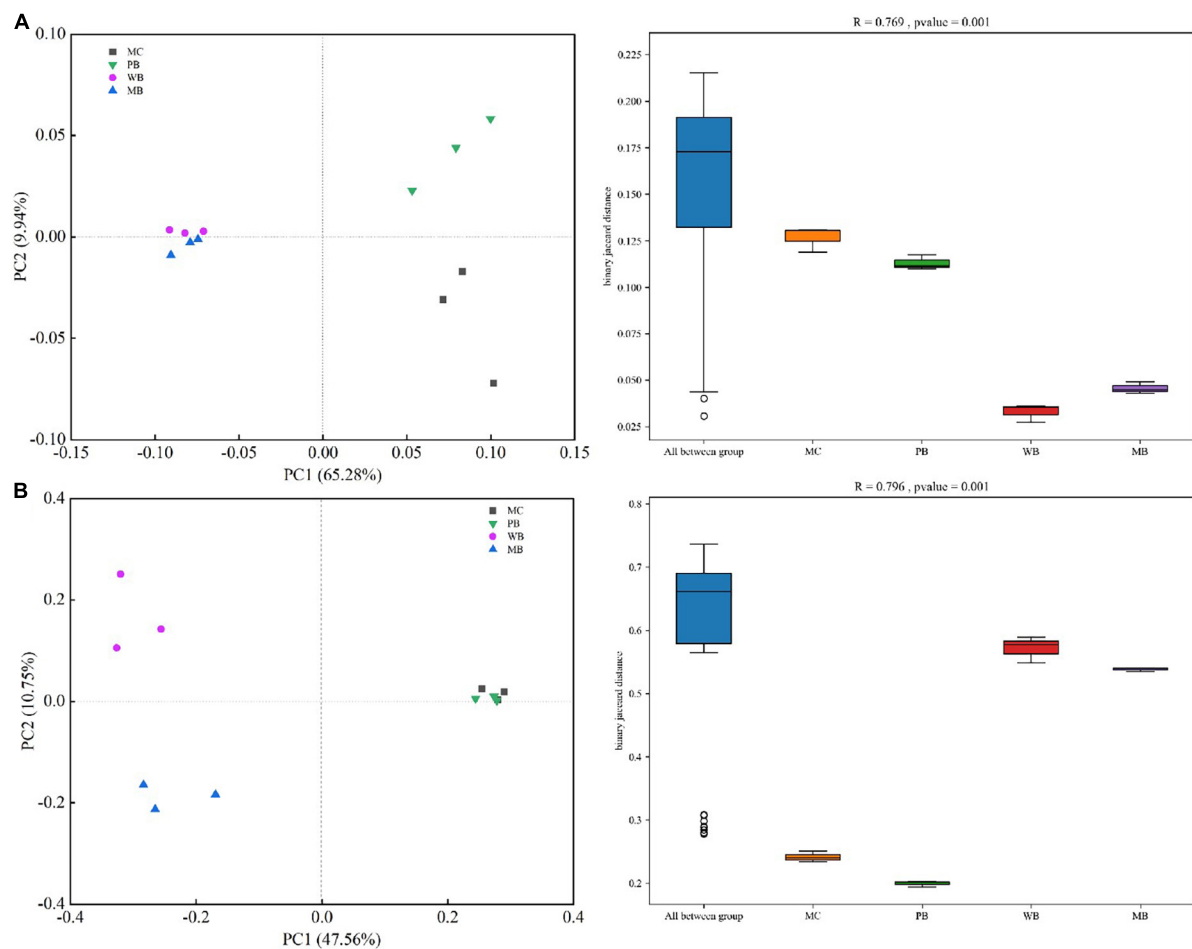 A
0.10
0.05
0.00
-0.05
-0.10
PC2 (9.94%)
MC
PB
WB
MB
-0.15
-0.10
-0.05
0.00
0.05
0.10
0.15
PC1 (65.28%)
R = 0.769 , pvalue = 0.001
0.225
0.200
0.175
0.150
0.125
0.100
0.075
0.050
0.025
binary jaccard distance
All between group
MC
PB
WB
MB
B
0.4
0.2
0.0
-0.2
-0.4
PC2 (10.75%)
MC
PB
WB
MB
-0.4
-0.2
0.0
0.2
0.4
PC1 (47.56%)
R = 0.796 , pvalue = 0.001
0.8
0.7
0.6
0.5
0.4
0.3
0.2
binary jaccard distance
All between group
MC
PB
WB
MB